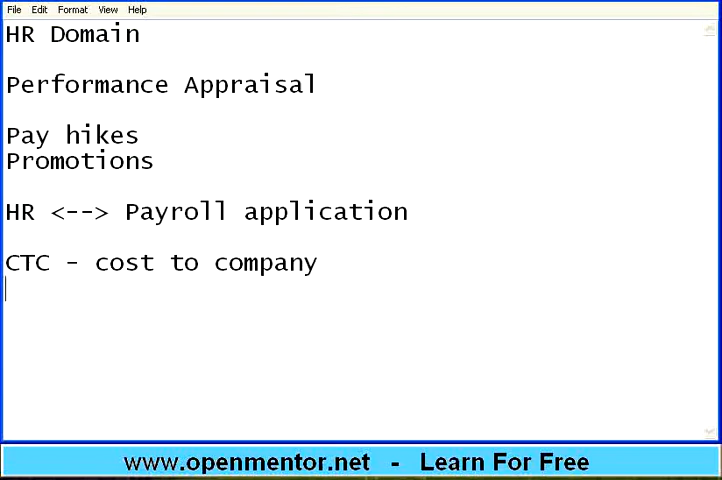 File Edit Format View Help
HR Domain
Performance Appraisal
Pay hikes
Promotions
HR <--> Payroll application
CTC - cost to company
www.openmentor.net - Learn For Free